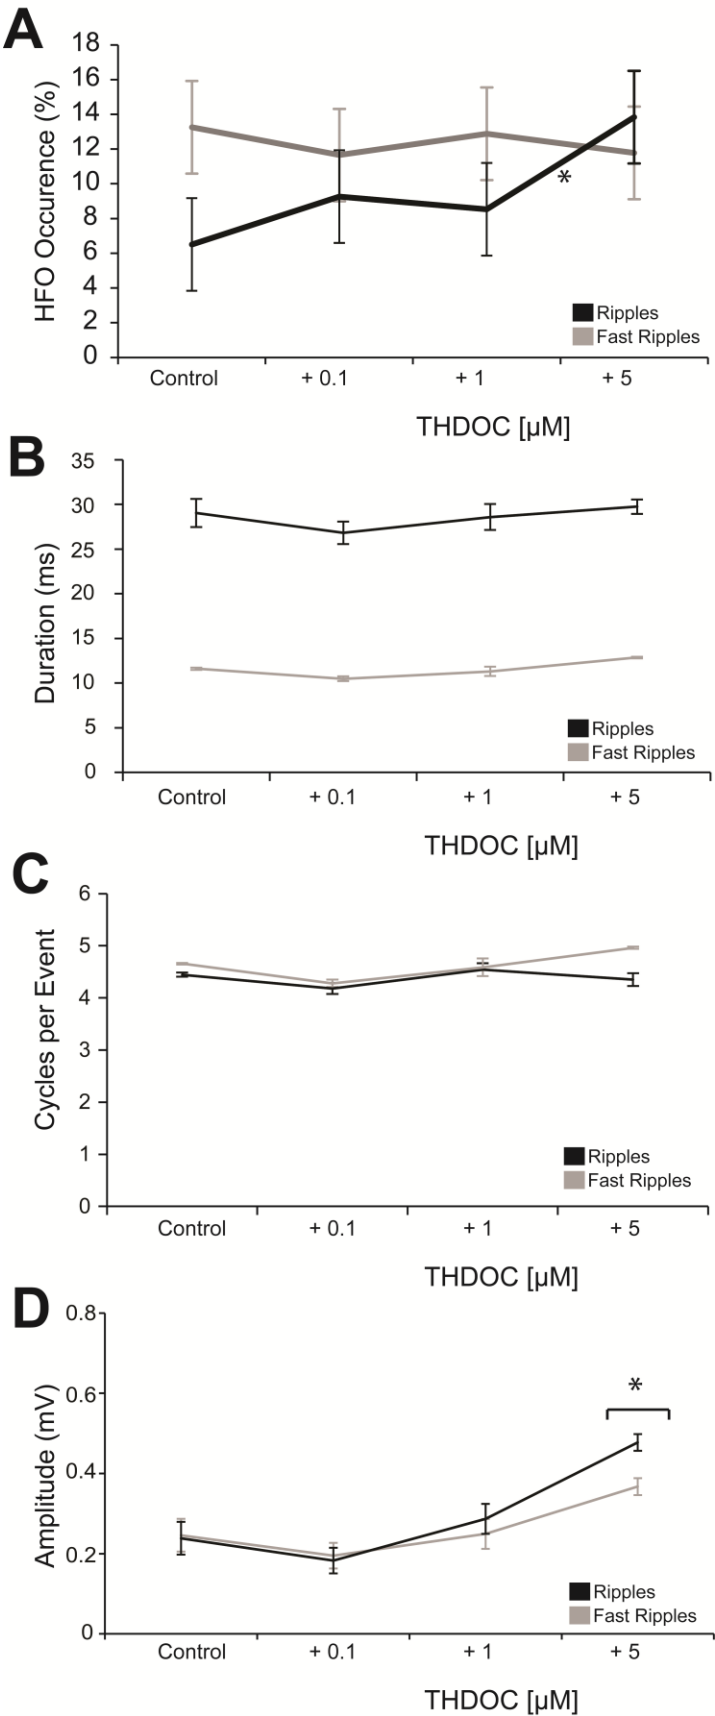 A
HFO Occurence (%)
18
16
14
12
10
8
6
4
2
0
*
Ripples
Fast Ripples
Control + 0.1 + 1 + 5
THDOC [µM]
B
Duration (ms)
35
30
25
20
15
10
5
0
Ripples
Fast Ripples
Control + 0.1 + 1 + 5
THDOC [µM]
C
Cycles per Event
6
5
4
3
2
1
0
Ripples
Fast Ripples
Control + 0.1 + 1 + 5
THDOC [µM]
D
Amplitude (mV)
0.8
0.6
0.4
0.2
0
*
Ripples
Fast Ripples
Control + 0.1 + 1 + 5
THDOC [µM]